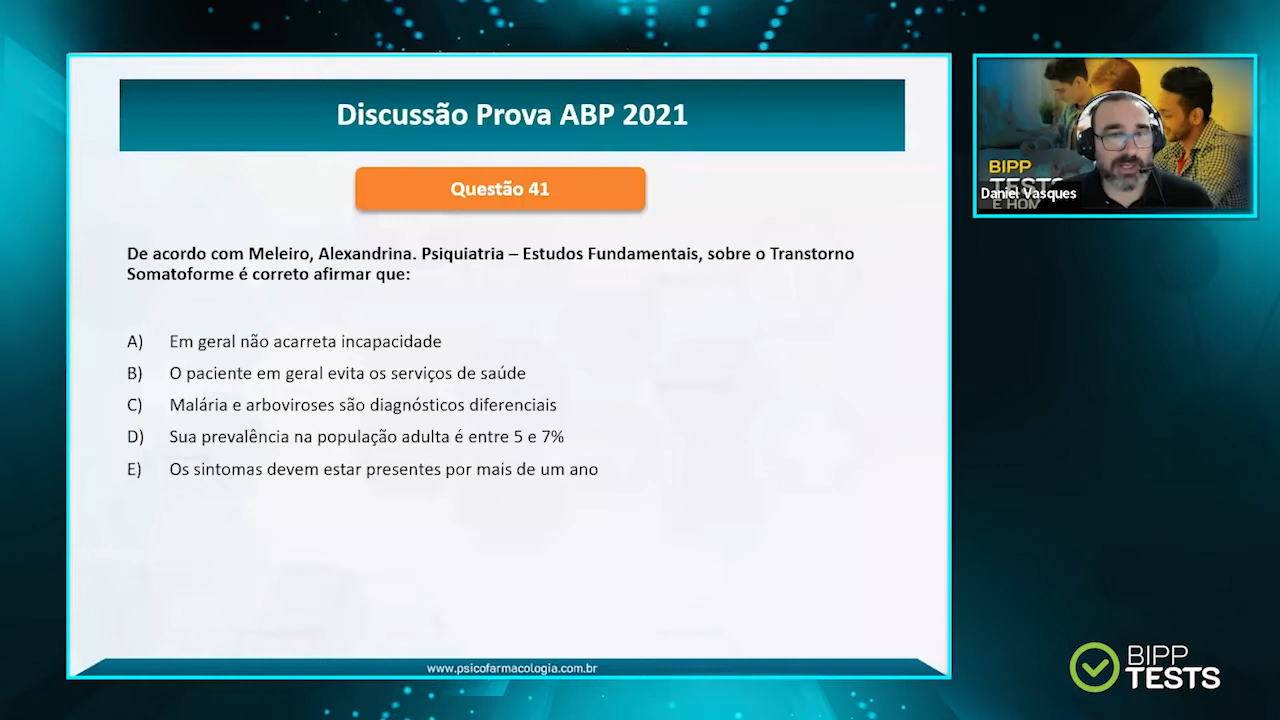 Discussão Prova ABP 2021
Questão 41
De acordo com Meleiro, Alexandrina. Psiquiatria – Estudos Fundamentais, sobre o Transtorno
Somatoforme é correto afirmar que:
A) Em geral não acarreta incapacidade
B) O paciente em geral evita os serviços de saúde
C) Malária e arboviroses são diagnósticos diferenciais
D) Sua prevalência na população adulta é entre 5 e 7%
E) Os sintomas devem estar presentes por mais de um ano
www.psicofarmacologia.com.br
BIPP
TESTS
E HOM
Daniel Vasques
BIPP
TESTS